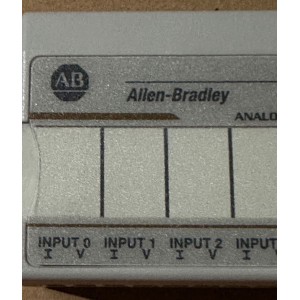 AB
Allen-Bradley
ANALO
INPUT 0 INPUT 1 INPUT 2 INPUT
I V I V I V I